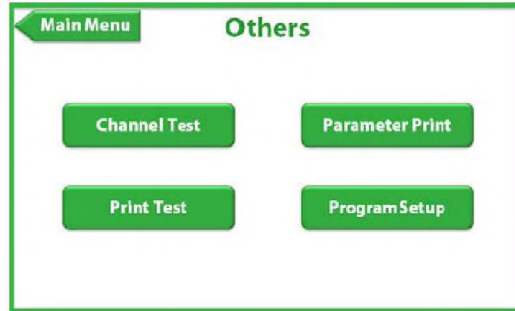 Main Menu
Others
Channel Test
Parameter Print
Print Test
Program Setup